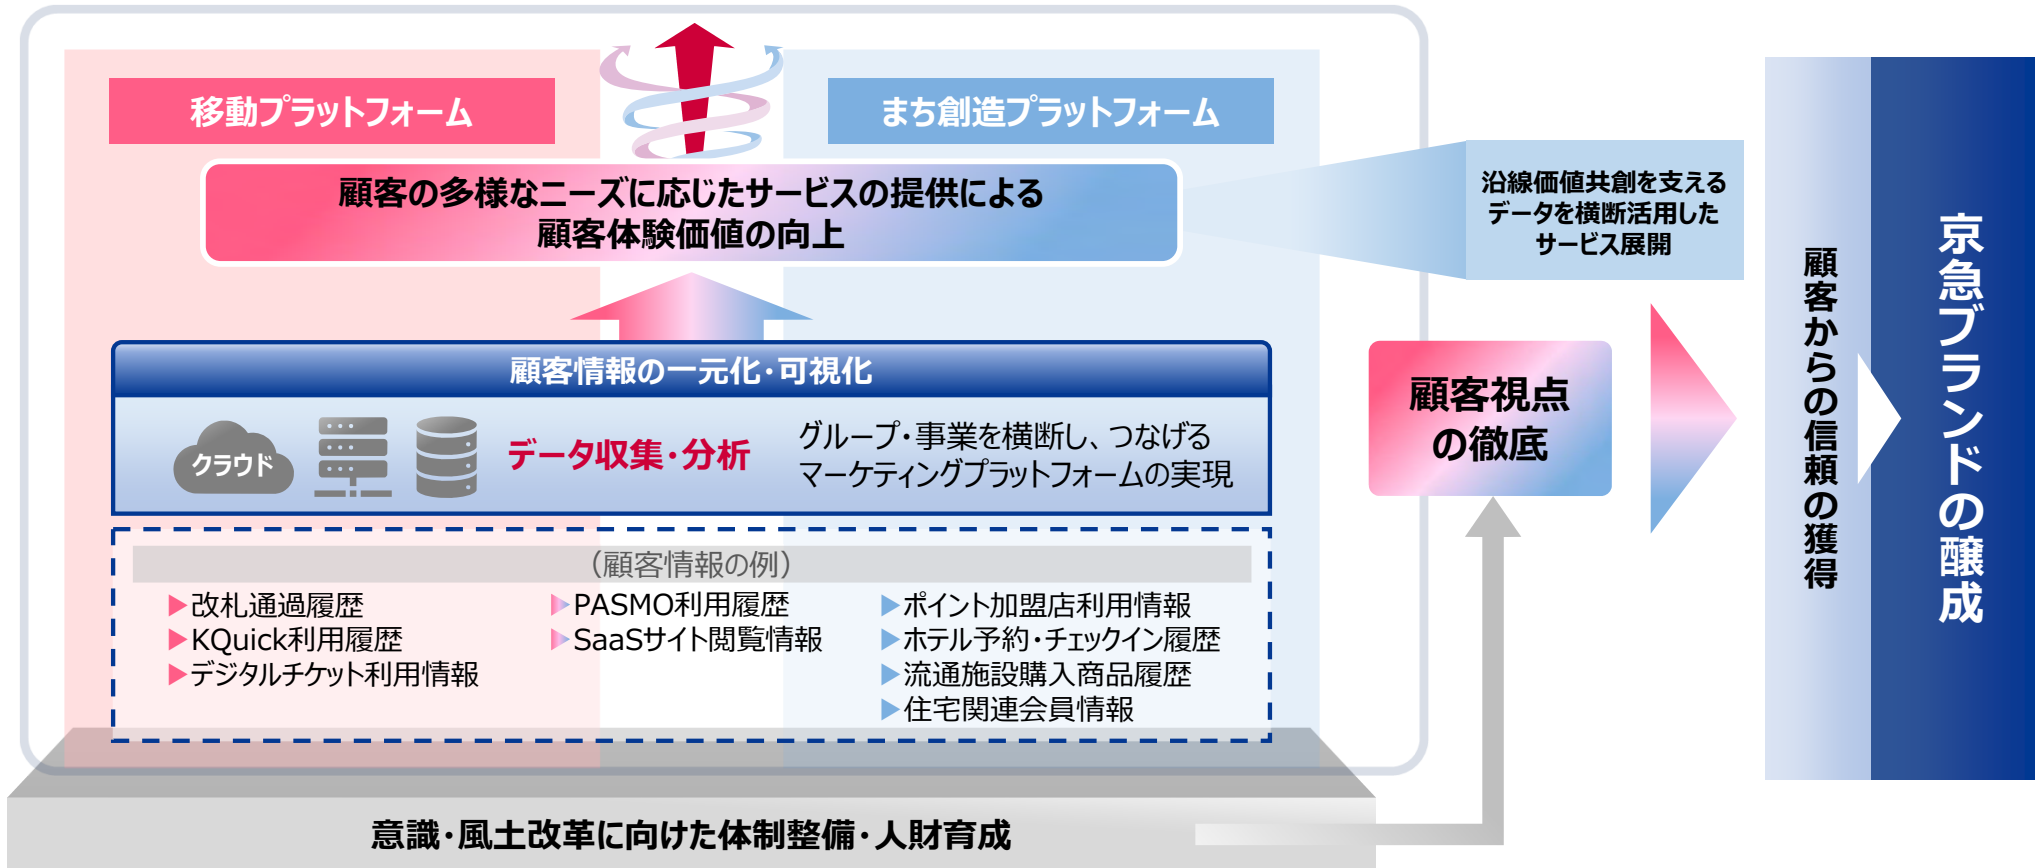 移動プラットフォーム
まち創造プラットフォーム
顧客の多様なニーズに応じたサービスの提供による
顧客体験価値の向上
沿線価値共創を支える
データを横断活用した
サービス展開
顧客情報の一元化・可視化
クラウド
データ収集・分析
グループ・事業を横断し、つなげる
マーケティングプラットフォームの実現
（顧客情報の例）
▶改札通過履歴
▶KQuick利用履歴
▶デジタルチケット利用情報
▶PASMO利用履歴
▶SaaSサイト閲覧情報
▶ポイント加盟店利用情報
▶ホテル予約・チェックイン履歴
▶流通施設購入商品履歴
▶住宅関連会員情報
意識・風土改革に向けた体制整備・人財育成
顧客視点
の徹底
顧客からの信頼の獲得
京急ブランドの醸成